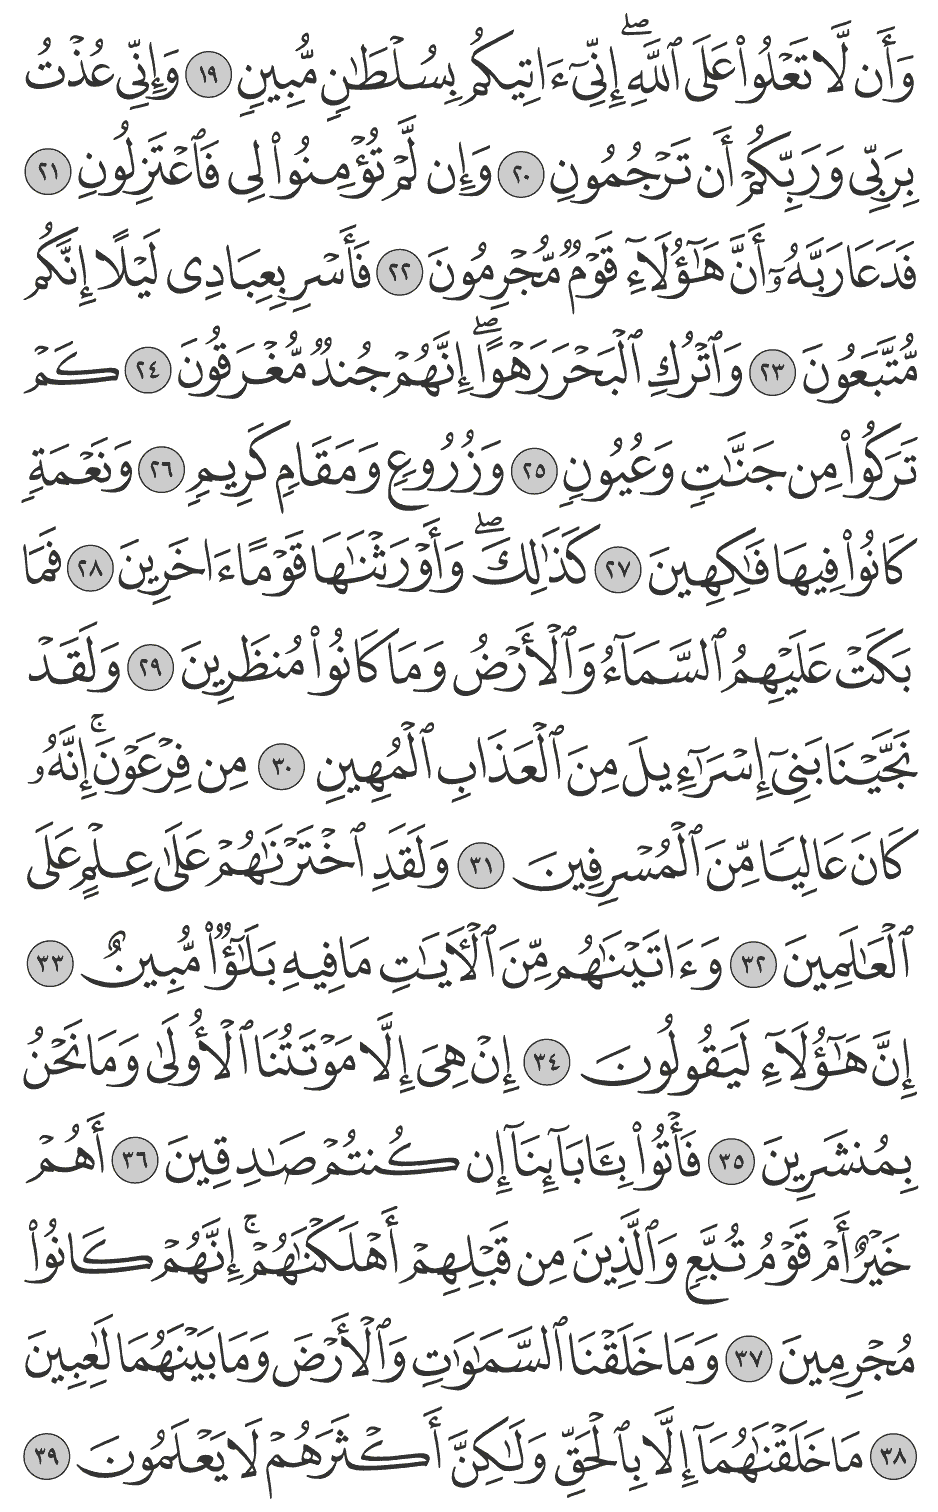 وَأَن لَّا تَعْلُوا۟ عَلَى ٱللَّهِ ۖ إِنِّىٓ ءَاتِيكُم بِسُلْطَٰنٍ مُّبِينٍ ١٩ وَإِنِّى عُذْتُ
بِرَبِّى وَرَبِّكُمْ أَن تَرْجُمُونِ ٢٠ وَإِن لَّمْ تُؤْمِنُوا۟ لِى فَٱعْتَزِلُونِ ٢١
فَدَعَا رَبَّهُۥٓ أَنَّ هَٰٓؤُلَآءِ قَوْمٌ مُّجْرِمُونَ ٢٢ فَأَسْرِ بِعِبَادِى لَيْلًا إِنَّكُم
مُّتَّبَعُونَ ٢٣ وَٱتْرُكِ ٱلْبَحْرَ رَهْوًا ۖ إِنَّهُمْ جُندٌ مُّغْرَقُونَ ٢٤ كَمْ
تَرَكُوا۟ مِن جَنَّٰتٍ وَعُيُونٍ ٢٥ وَزُرُوعٍ وَمَقَامٍ كَرِيمٍ ٢٦ وَنَعْمَةٍ
كَانُوا۟ فِيهَا فَٰكِهِينَ ٢٧ كَذَٰلِكَ ۖ وَأَوْرَثْنَٰهَا قَوْمًا ءَاخَرِينَ ٢٨ فَمَا
بَكَتْ عَلَيْهِمُ ٱلسَّمَآءُ وَٱلْأَرْضُ وَمَا كَانُوا۟ مُنظَرِينَ ٢٩ وَلَقَدْ
نَجَّيْنَا بَنِىٓ إِسْرَٰٓءِيلَ مِنَ ٱلْعَذَابِ ٱلْمُهِينِ ٣٠ مِن فِرْعَوْنَ ۚ إِنَّهُۥ
كَانَ عَالِيًا مِّنَ ٱلْمُسْرِفِينَ ٣١ وَلَقَدِ ٱخْتَرْنَٰهُمْ عَلَىٰ عِلْمٍ عَلَى
ٱلْعَٰلَمِينَ ٣٢ وَءَاتَيْنَٰهُم مِّنَ ٱلْءَايَٰتِ مَا فِيهِ بَلَٰٓؤٌا۟ مُّبِينٌ ٣٣
إِنَّ هَٰٓؤُلَآءِ لَيَقُولُونَ ٣٤ إِنْ هِىَ إِلَّا مَوْتَتُنَا ٱلْأُولَىٰ وَمَا نَحْنُ
بِمُنشَرِينَ ٣٥ فَأْتُوا۟ بِـَٔابَآئِنَآ إِن كُنتُمْ صَٰدِقِينَ ٣٦ أَهُمْ
خَيْرٌ أَمْ قَوْمُ تُبَّعٍ وَٱلَّذِينَ مِن قَبْلِهِمْ أَهْلَكْنَٰهُمْ ۚ إِنَّهُمْ كَانُوا۟
مُجْرِمِينَ ٣٧ وَمَا خَلَقْنَا ٱلسَّمَٰوَٰتِ وَٱلْأَرْضَ وَمَا بَيْنَهُمَا لَٰعِبِينَ
٣٨ مَا خَلَقْنَٰهُمَآ إِلَّا بِٱلْحَقِّ وَلَٰكِنَّ أَكْثَرَهُمْ لَا يَعْلَمُونَ ٣٩